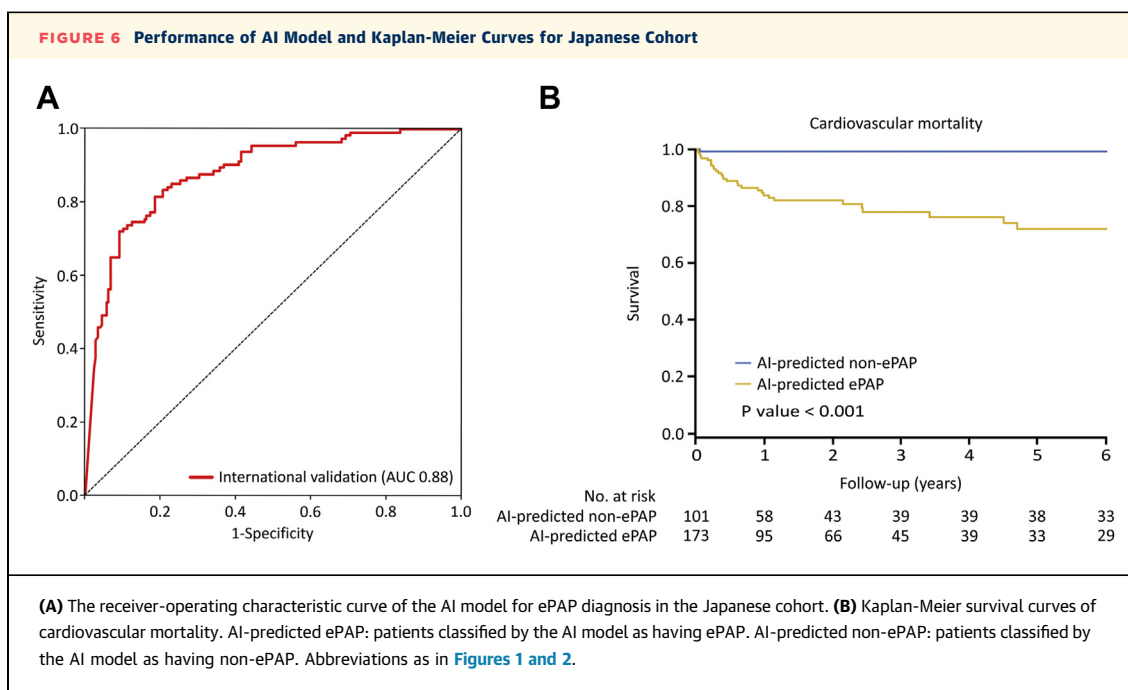 FIGURE 6 Performance of AI Model and Kaplan-Meier Curves for Japanese Cohort
A
1.0
0.8
0.6
0.4
0.2
0.0
Sensitivity
International validation (AUC 0.88)
0.2 0.4 0.6 0.8 1.0
1-Specificity
B
Cardiovascular mortality
1.0
0.8
0.6
0.4
0.2
0.0
Survival
AI-predicted non-ePAP
AI-predicted ePAP
P value < 0.001
0 1 2 3 4 5 6
Follow-up (years)
No. at risk
AI-predicted non-ePAP 101 58 43 39 39 38 33
AI-predicted ePAP 173 95 66 45 39 33 29
(A) The receiver-operating characteristic curve of the AI model for ePAP diagnosis in the Japanese cohort. (B) Kaplan-Meier survival curves of
cardiovascular mortality. AI-predicted ePAP: patients classified by the AI model as having ePAP. AI-predicted non-ePAP: patients classified by
the AI model as having non-ePAP. Abbreviations as in Figures 1 and 2.